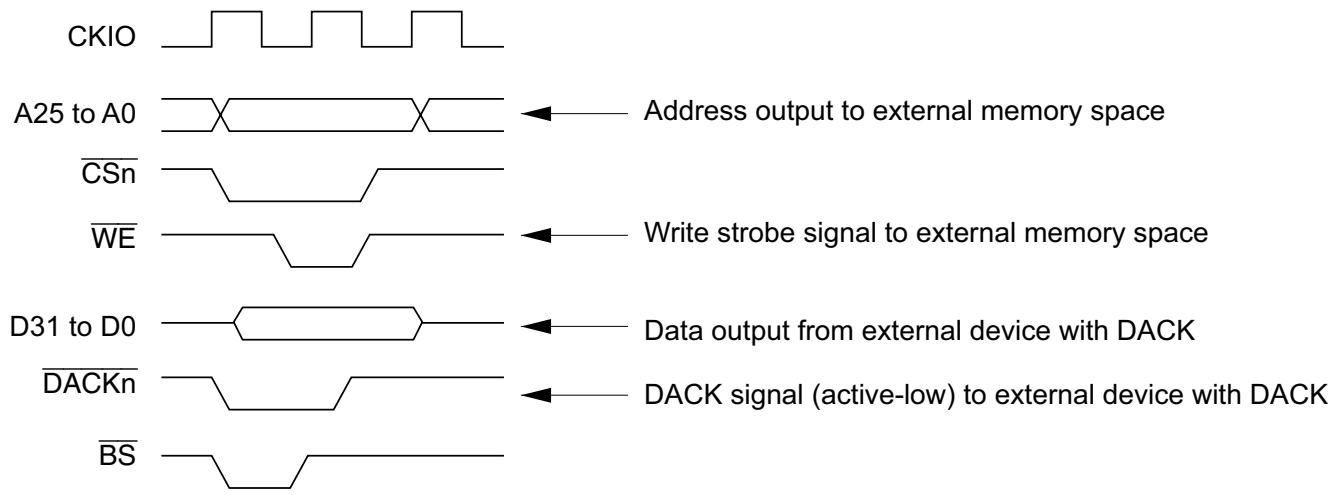 CKIO
A25 to A0
Address output to external memory space
CSn
WE
Write strobe signal to external memory space
D31 to D0
Data output from external device with DACK
DACKn
DACK signal (active-low) to external device with DACK
BS